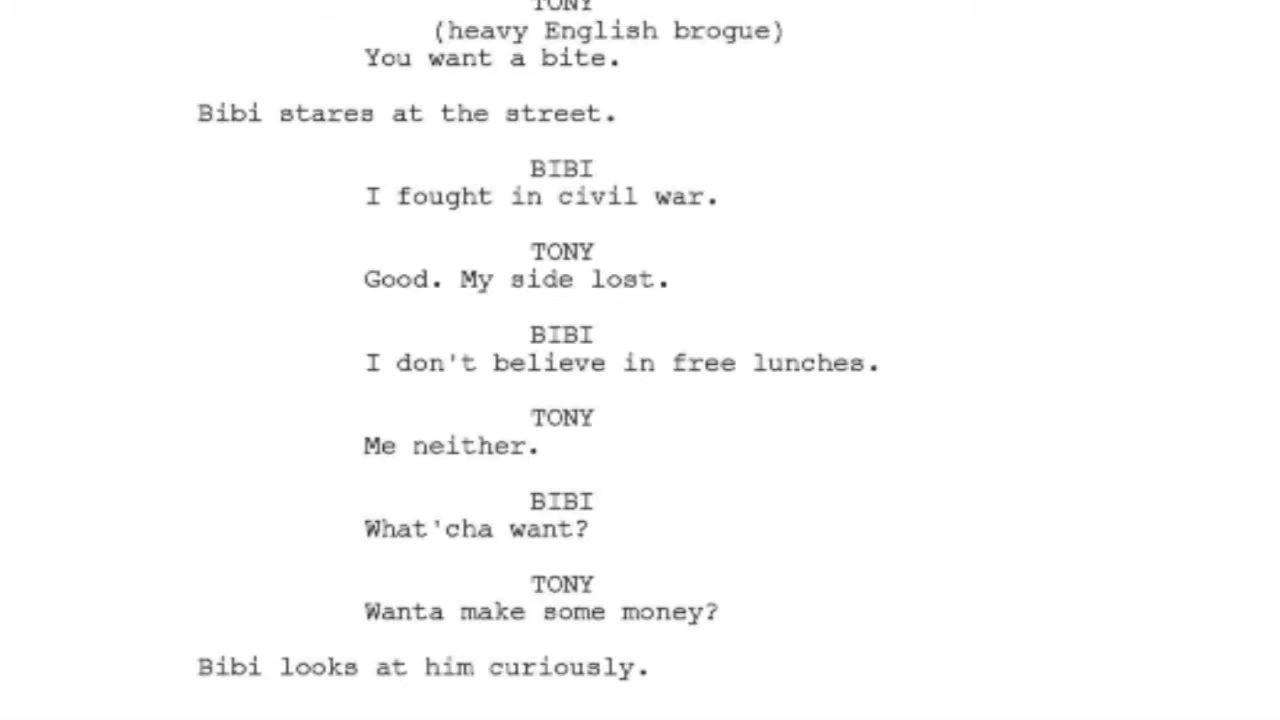 TONY
(heavy English brogue)
You want a bite.
Bibi stares at the street.
BIBI
I fought in civil war.
TONY
Good. My side lost.
BIBI
I don't believe in free lunches.
TONY
Me neither.
BIBI
What'cha want?
TONY
Wanta make some money?
Bibi looks at him curiously.